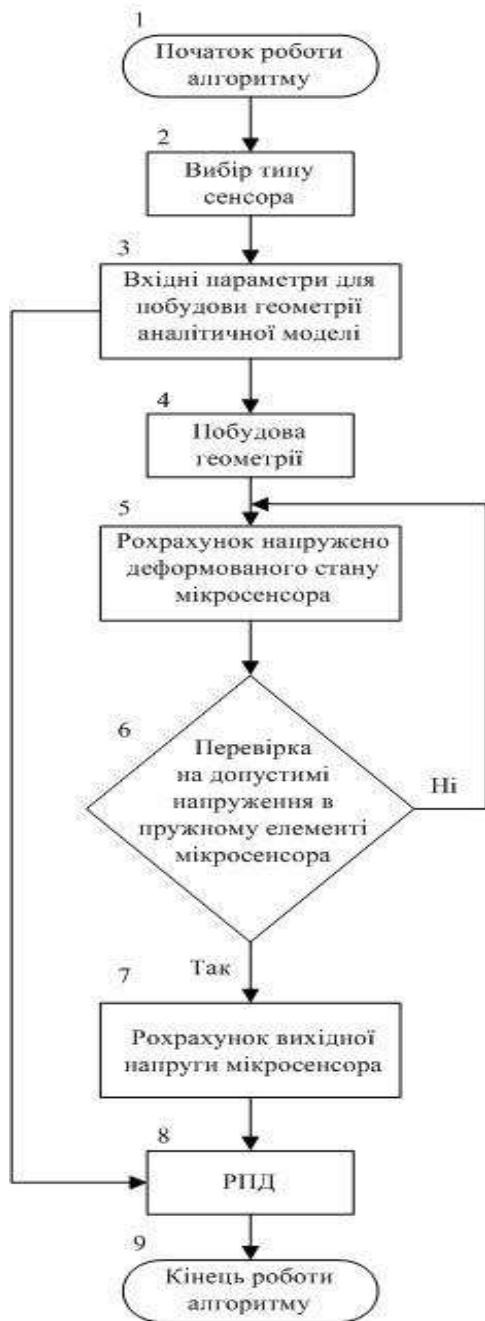 1
Початок роботи
алгоритму
2
Вибір типу
сенсора
3
Вхідні параметри для
побудови геометрії
аналітичної моделі
4
Побудова
геометрії
5
Рохрахунок напружено
деформованого стану
мікросенсора
6
Перевірка
на допустимі
напруження в
пружному елементі
мікросенсора
Ні
Так
7
Рохрахунок вихідної
напруги мікросенсора
8
РПД
9
Кінець роботи
алгоритму